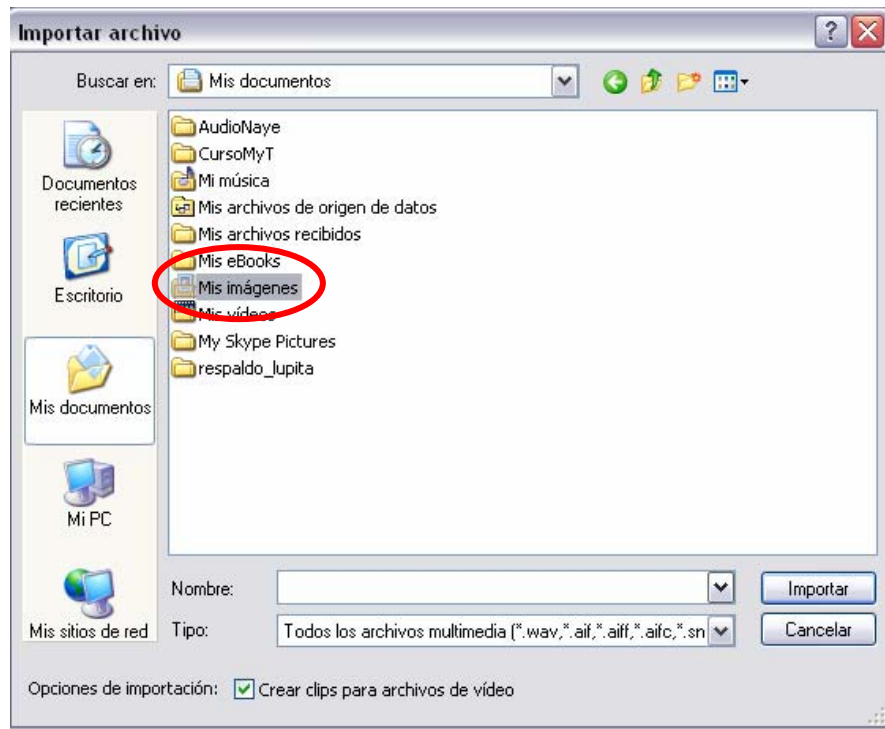 Importar archivo
Buscar en: Mis documentos
Documentos
recientes
Escritorio
Mis documentos
Mi PC
Mis sitios de red
AudioNaye
CursoMyT
Mi música
Mis archivos de origen de datos
Mis archivos recibidos
Mis eBooks
Mis imágenes
Mis vídeos
My Skype Pictures
respaldo_lupita
Nombre:
Importar
Tipo: Todos los archivos multimedia (*.wav,*.aif,*.aiff,*.aifc,*.sn
Cancelar
Opciones de importación: Crear clips para archivos de vídeo